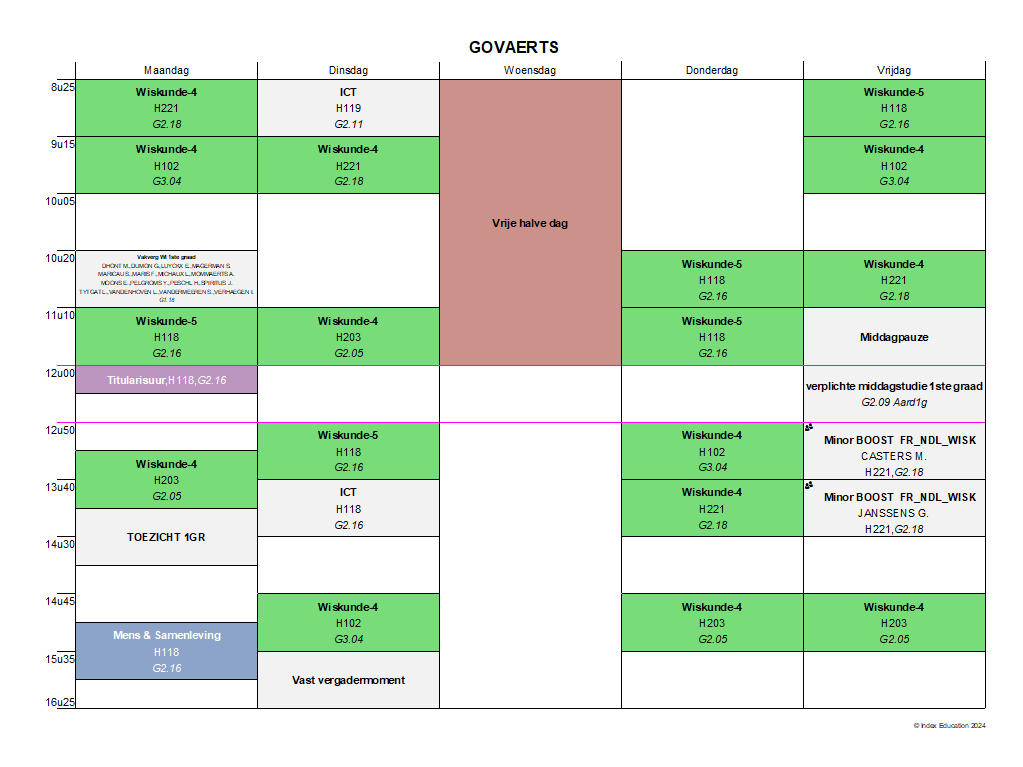 GOVAERTS
Maandag Dinsdag Woensdag Donderdag Vrijdag
8u25
9u15
10u05
10u20
11u10
12u00
12u50
13u40
14u30
14u45
15u35
16u25
Wiskunde-4
H221
G2.18
Wiskunde-4
H102
G3.04
Vakverg WI 1ste graad
DHONT M.,DUMON G.,LUYCKX E.,MAGERMAN S.
MARICAU S.,MARIS F.,MICHAUX L.,MOMMAERTS A.
MOONS E.,PELGROMS Y.,PESCHL H.,SPIRITUS J.
TYTGAT L.,VANDENHOVEN L.,VANDERMEEREN S.,VERHAEGEN I.
G1.18
Wiskunde-5
H118
G2.16
Titularisuur,H118,G2.16
Wiskunde-4
H203
G2.05
TOEZICHT 1GR
Mens & Samenleving
H118
G2.16
ICT
H119
G2.11
Wiskunde-4
H221
G2.18
Wiskunde-4
H203
G2.05
Wiskunde-5
H118
G2.16
ICT
H118
G2.16
Wiskunde-4
H102
G3.04
Vast vergadermoment
Vrije halve dag
Wiskunde-5
H118
G2.16
Wiskunde-5
H118
G2.16
Wiskunde-4
H102
G3.04
Wiskunde-4
H221
G2.18
Wiskunde-4
H203
G2.05
Wiskunde-5
H118
G2.16
Wiskunde-4
H102
G3.04
Wiskunde-4
H221
G2.18
Middagpauze
verplichte middagstudie 1ste graad
G2.09 Aard1g
Minor BOOST FR_NDL_WISK
CASTERS M.
H221,G2.18
Minor BOOST FR_NDL_WISK
JANSSENS G.
H221,G2.18
Wiskunde-4
H203
G2.05
© Index Education 2024